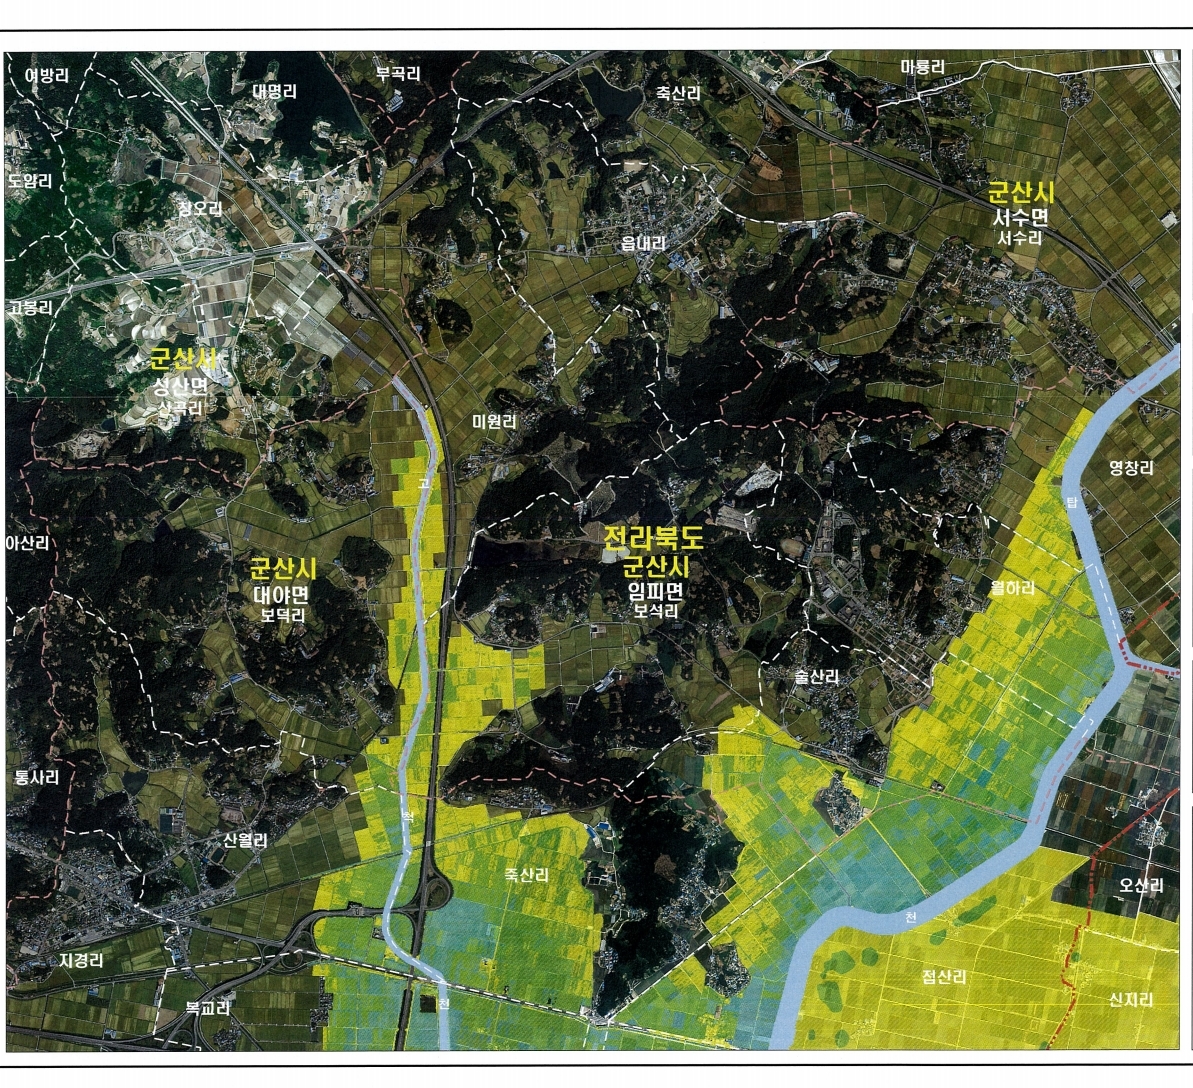 여방리
대명리
부곡리
축산리
마룡리
도암리
창오리
읍내리
군산시
서수면
서수리
고봉리
군산시
성산면
미원리
영창리
고
탑
아산리
군산시
대야면
보덕리
전라북도
군산시
임피면
보석리
월하리
술산리
통사리
척
산월리
죽산리
오산리
천
지경리
접산리
복교리
천
신지리